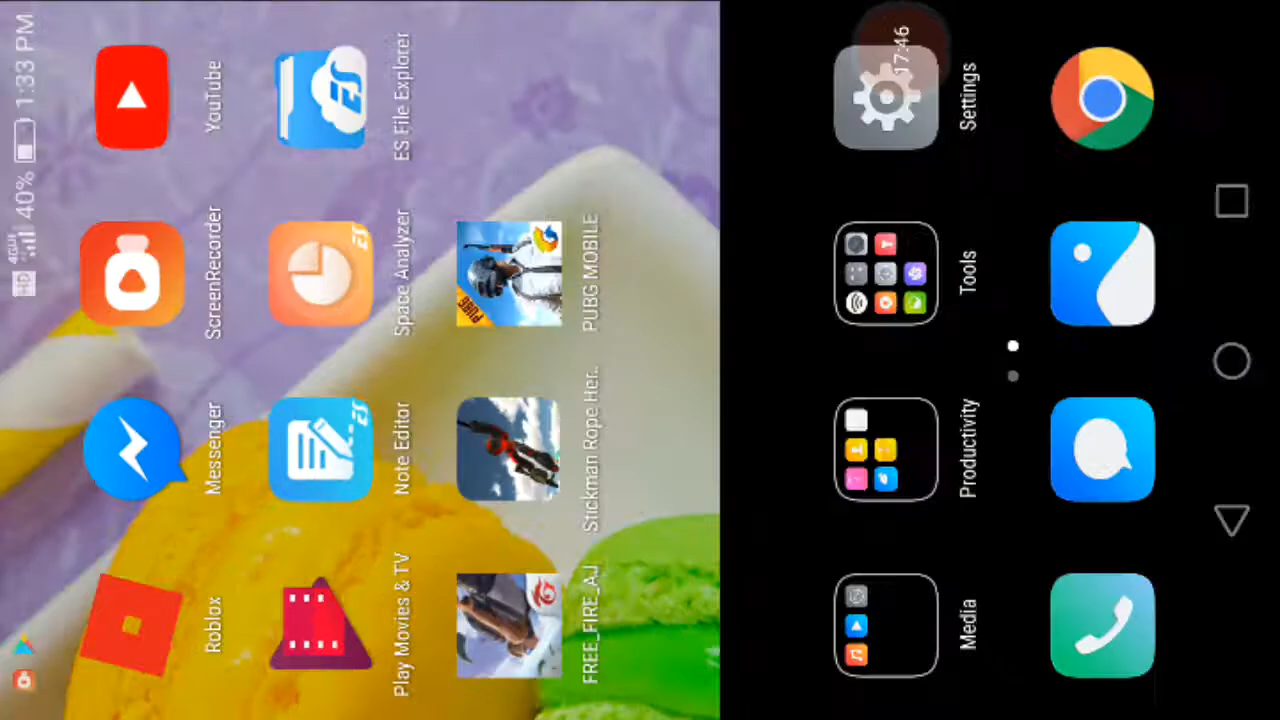 4G 40% 1:33 PM
Roblox
Messenger
ScreenRecorder
YouTube
Play Movies & TV
Note Editor
Space Analyzer
ES File Explorer
FREE_FIRE_AJ
Stickman Rope Her..
PUBG MOBILE
17:46
Media
Productivity
Tools
Settings